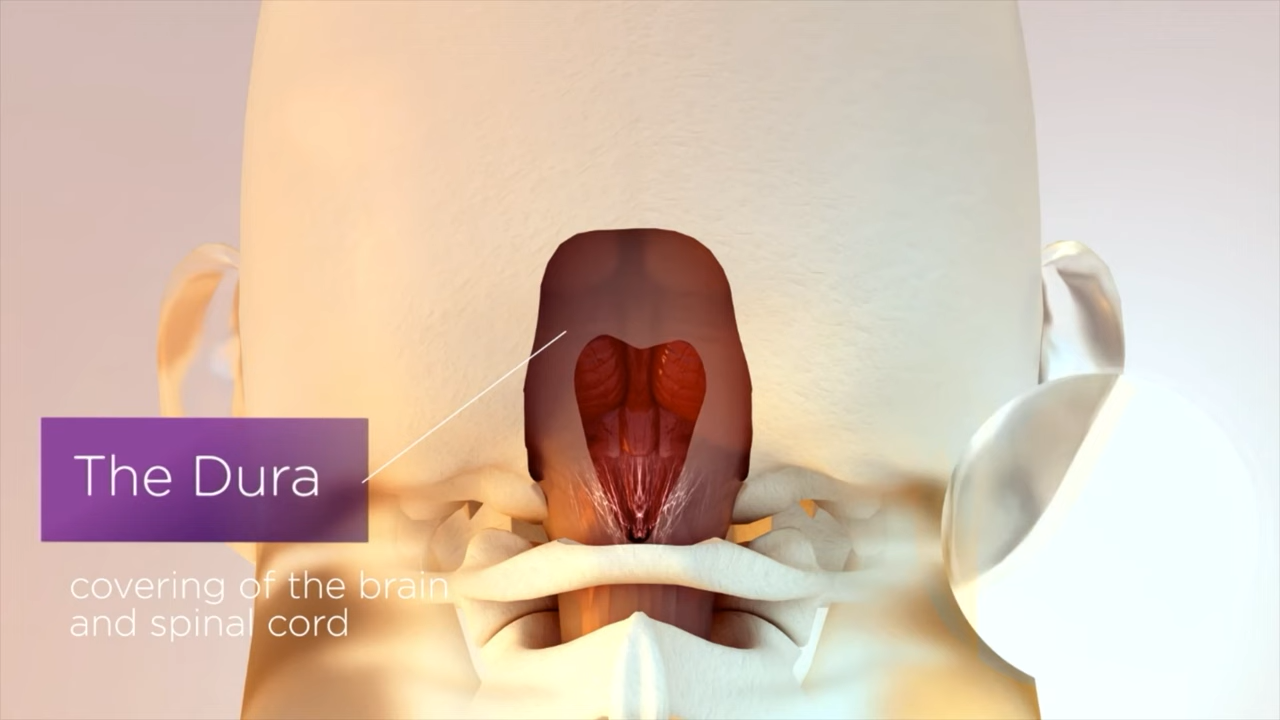 The Dura
covering of the brain
and spinal cord